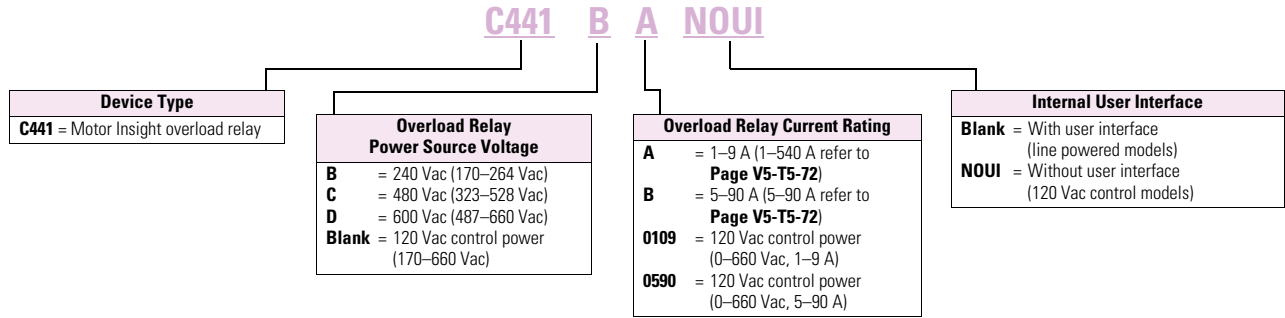 C441 B A NOUI
Device Type
C441 = Motor Insight overload relay
Overload Relay
Power Source Voltage
B = 240 Vac (170–264 Vac)
C = 480 Vac (323–528 Vac)
D = 600 Vac (487–660 Vac)
Blank = 120 Vac control power
(170–660 Vac)
Overload Relay Current Rating
A = 1–9 A (1–540 A refer to
Page V5-T5-72)
B = 5–90 A (5–90 A refer to
Page V5-T5-72)
0109 = 120 Vac control power
(0–660 Vac, 1–9 A)
0590 = 120 Vac control power
(0–660 Vac, 5–90 A)
Internal User Interface
Blank = With user interface
(line powered models)
NOUI = Without user interface
(120 Vac control models)